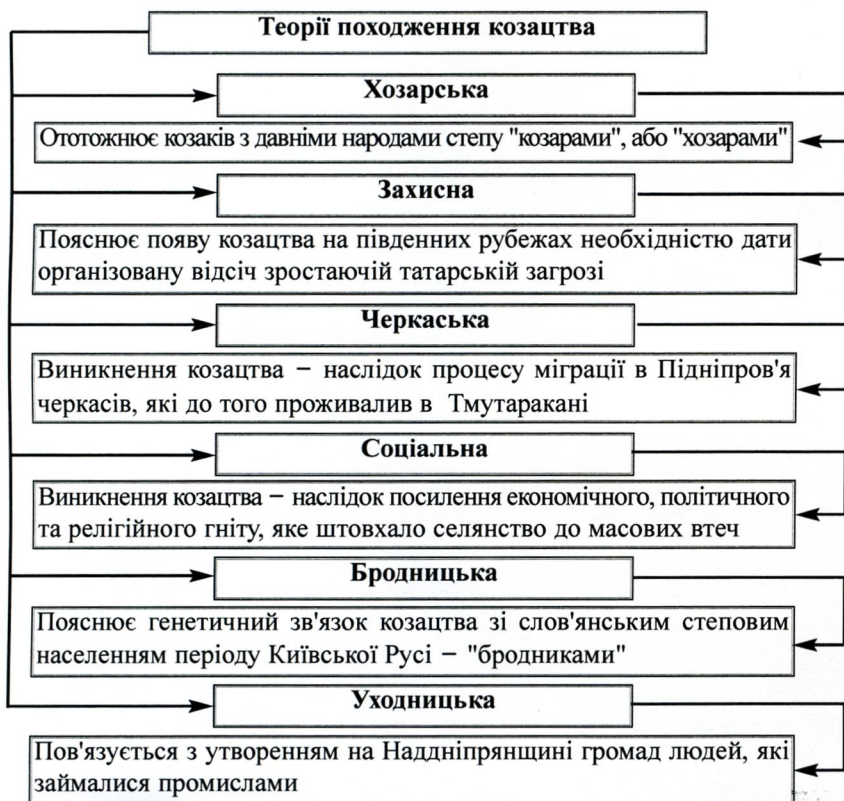 Теорії походження козацтва
Хозарська
Ототожнює козаків з давніми народами степу "козарами", або "хозарами"
Захисна
Пояснює появу козацтва на південних рубежах необхідністю дати
організовану відсіч зростаючій татарській загрозі
Черкаська
Виникнення козацтва – наслідок процесу міграції в Підніпров'я
черкасів, які до того проживалив в Тмутаракані
Соціальна
Виникнення козацтва – наслідок посилення економічного, політичного
та релігійного гніту, яке штовхало селянство до масових втеч
Бродницька
Пояснює генетичний зв'язок козацтва зі слов'янським степовим
населенням періоду Київської Русі – "бродниками"
Уходницька
Пов'язується з утворенням на Наддніпрянщині громад людей, які
займалися промислами